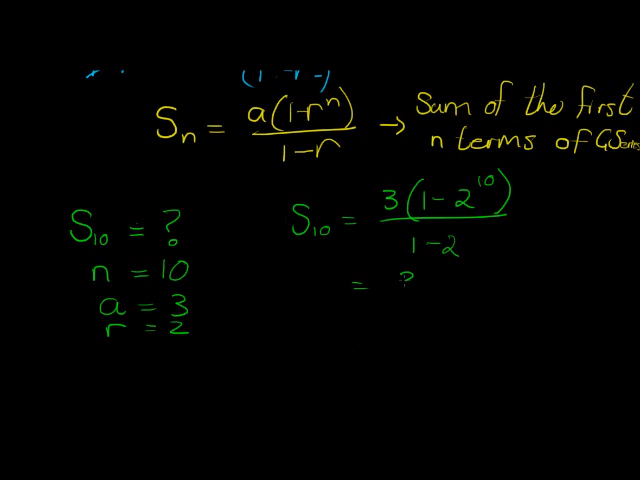 Sn = a(1-r^n)/1-r → Sum of the first
n terms of GSeries
S10 = ?
n = 10
a = 3
r = 2
S10 = 3(1-2^10)/1-2
=